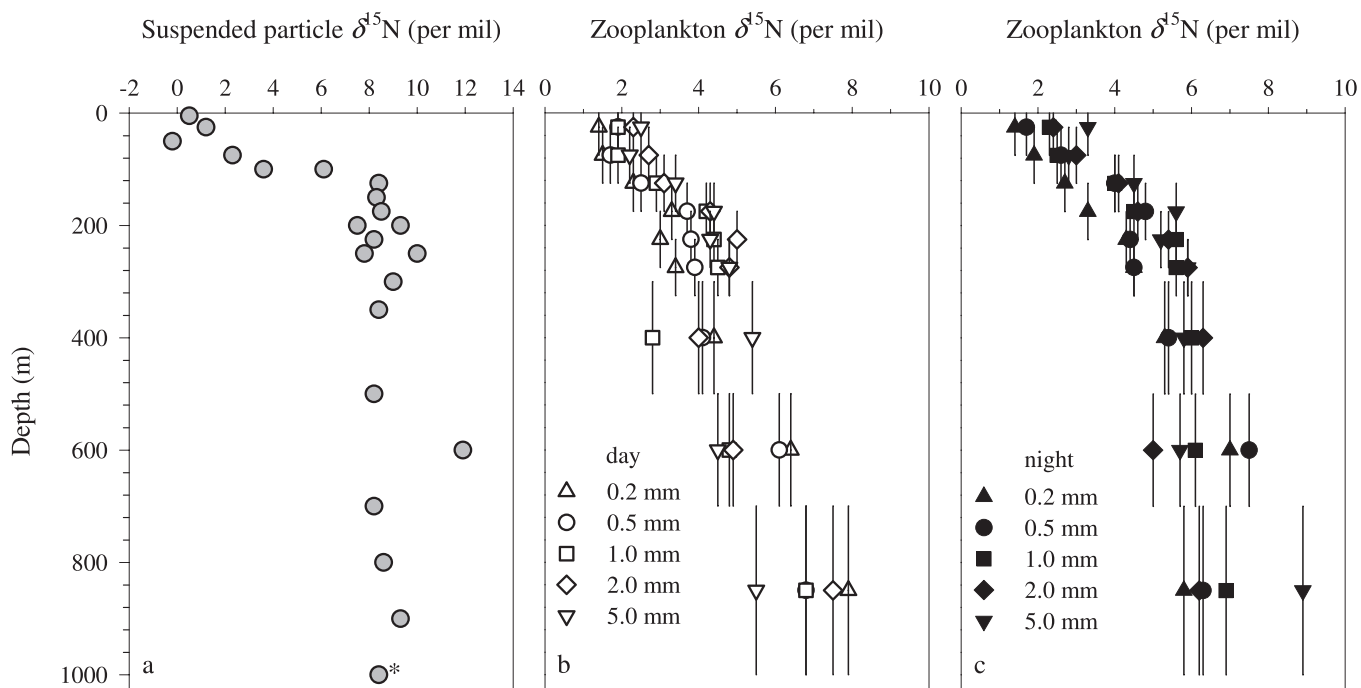 Suspended particle δ¹⁵N (per mil)
-2 0 2 4 6 8 10 12 14
Zooplankton δ¹⁵N (per mil)
0 2 4 6 8 10
Zooplankton δ¹⁵N (per mil)
0 2 4 6 8 10
Depth (m)
0
200
400
600
800
1000
a
*
day
0.2 mm
0.5 mm
1.0 mm
2.0 mm
5.0 mm
b
night
0.2 mm
0.5 mm
1.0 mm
2.0 mm
5.0 mm
c